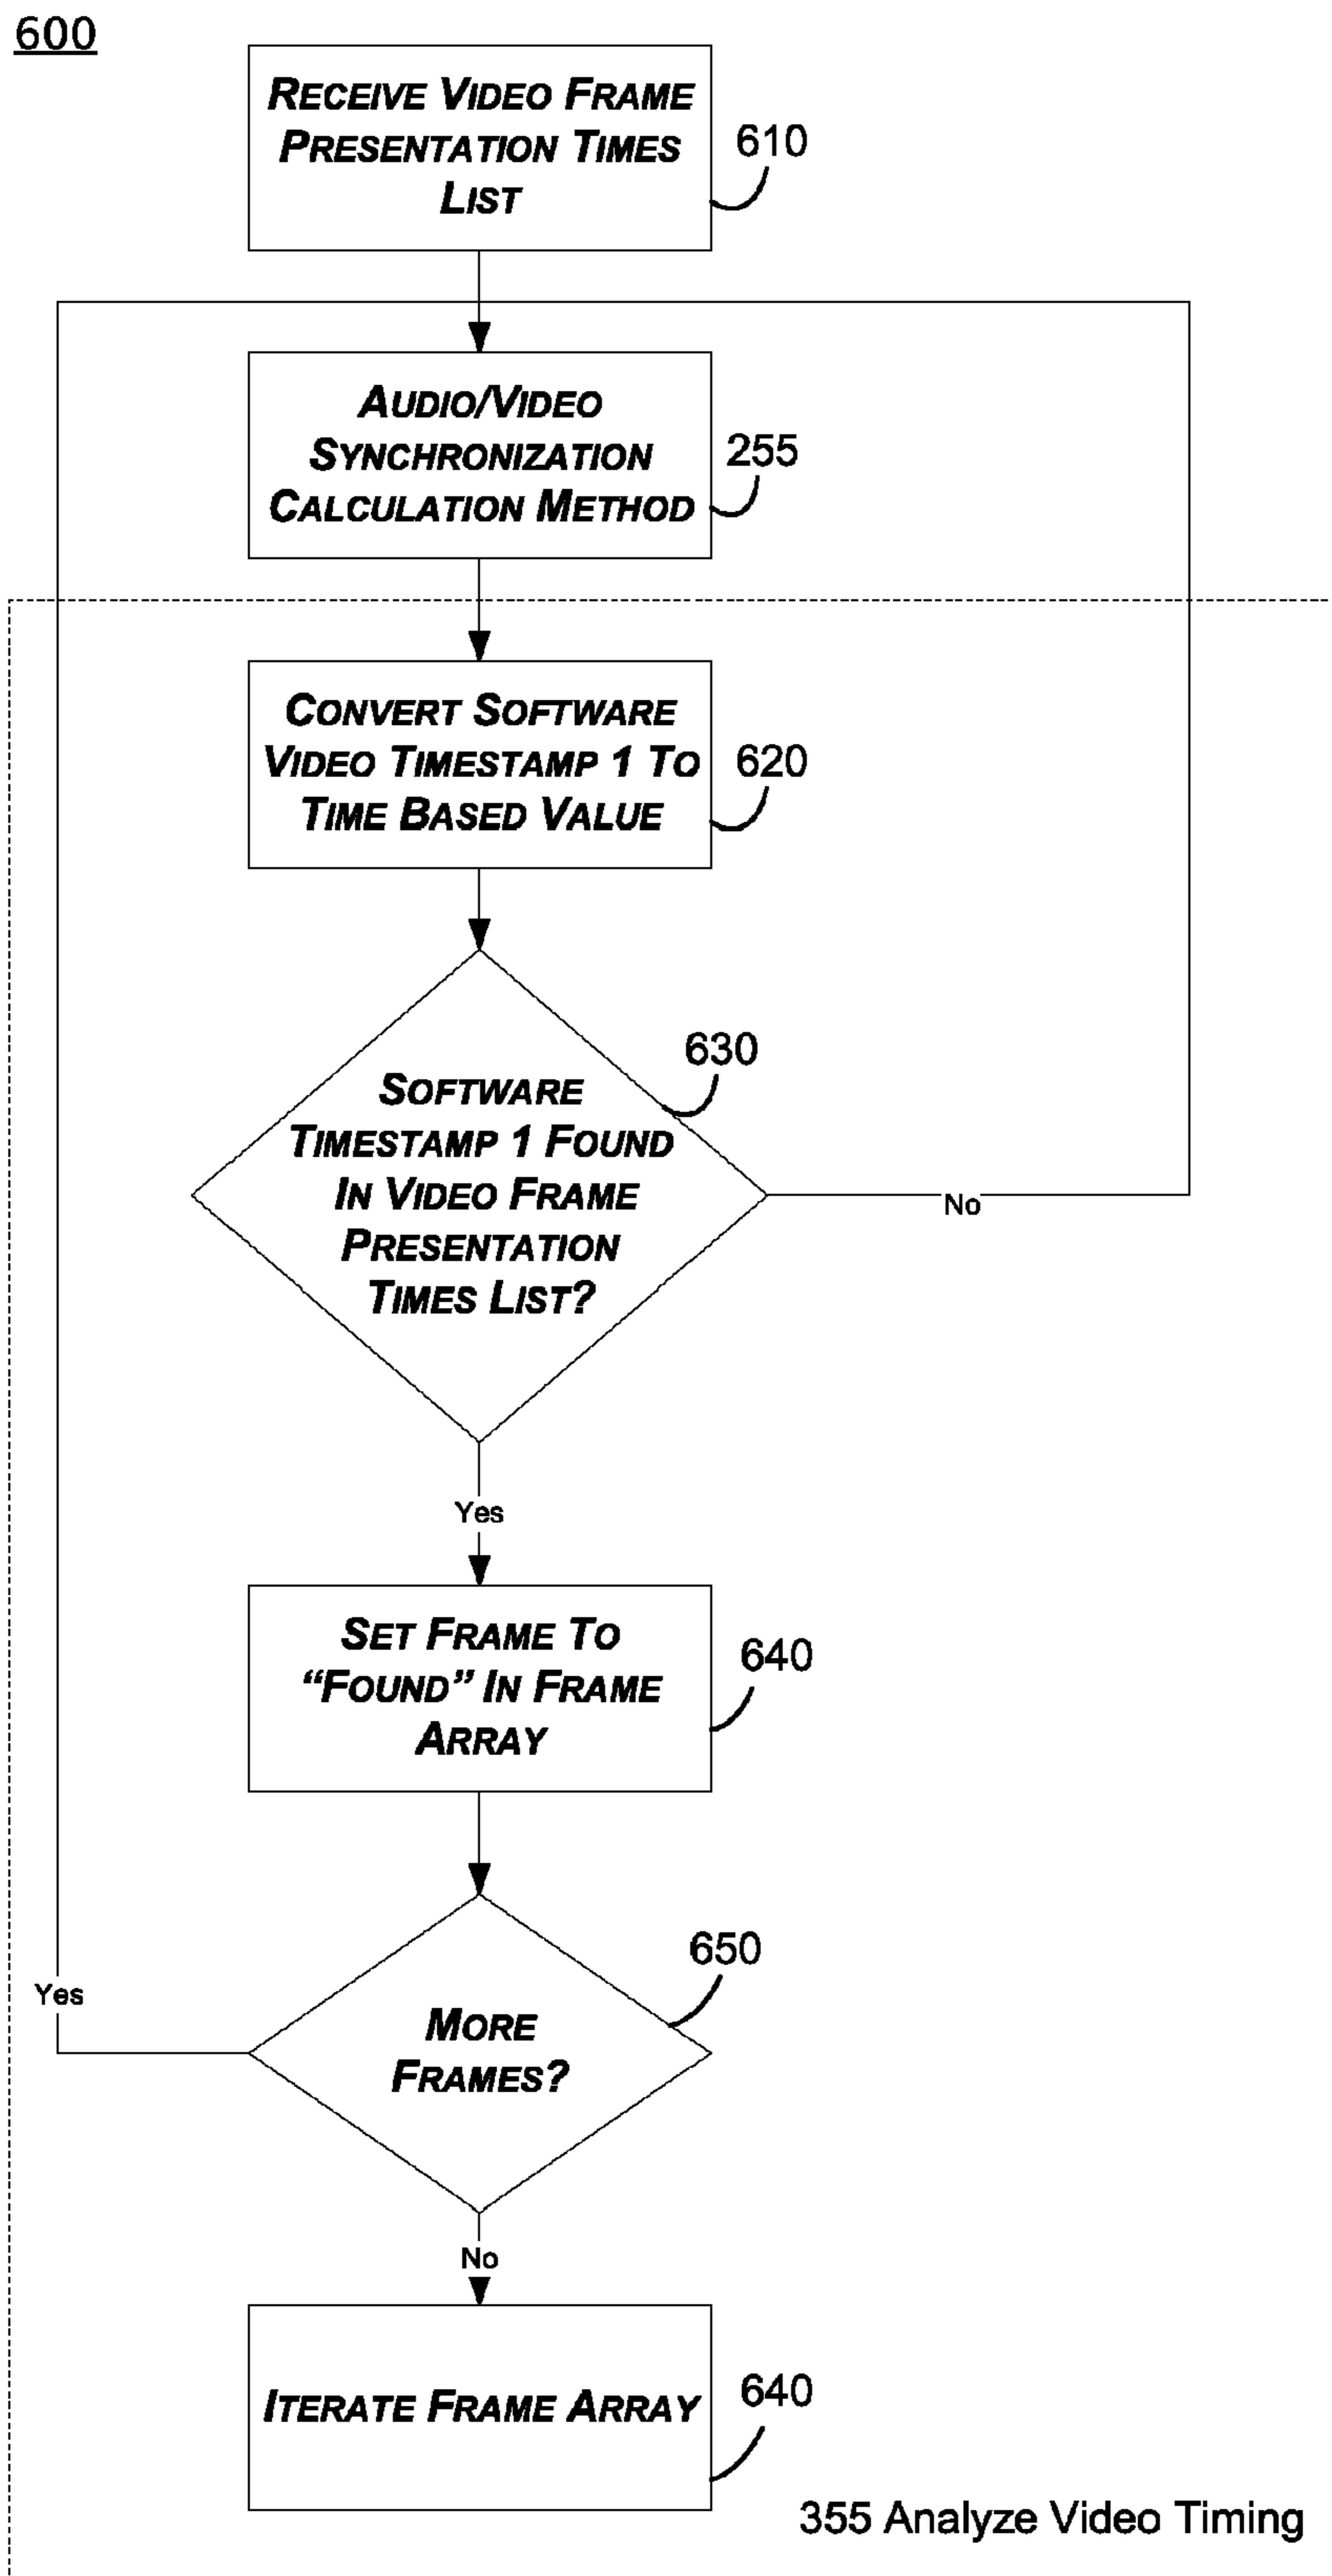 600
RECEIVE VIDEO FRAME
PRESENTATION TIMES
LIST
610
AUDIO/VIDEO
SYNCHRONIZATION
CALCULATION METHOD
255
CONVERT SOFTWARE
VIDEO TIMESTAMP 1 TO
TIME BASED VALUE
620
630
SOFTWARE
TIMESTAMP 1 FOUND
IN VIDEO FRAME
PRESENTATION
TIMES LIST?
No
Yes
SET FRAME TO
“FOUND” IN FRAME
ARRAY
640
650
Yes
MORE
FRAMES?
No
ITERATE FRAME ARRAY
640
355 Analyze Video Timing